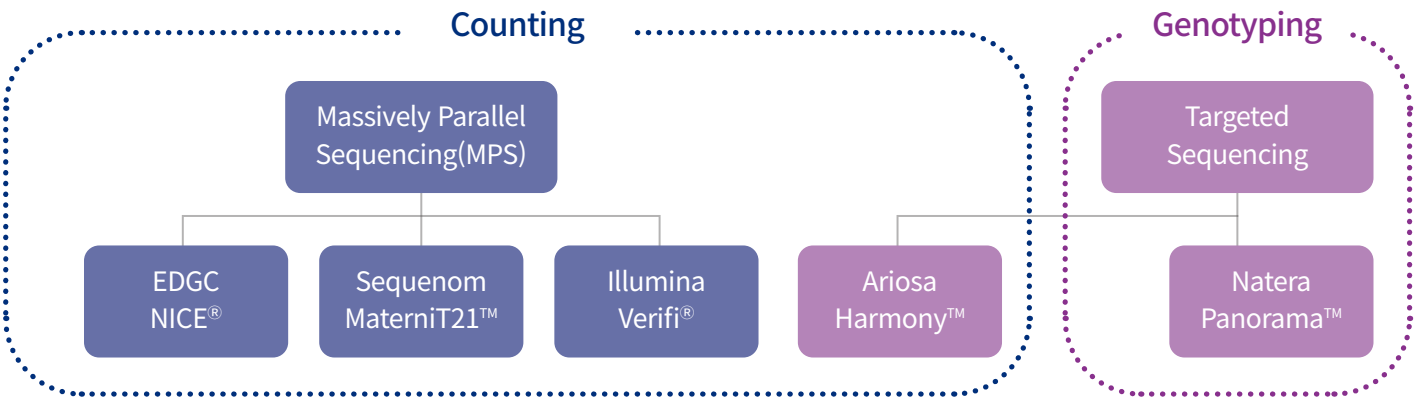 Counting
Genotyping
Massively Parallel
Sequencing(MPS)
Targeted
Sequencing
EDGC
NICE®
Sequenom
MaterniT21™
Illumina
Verifi®
Ariosa
Harmony™
Natera
Panorama™